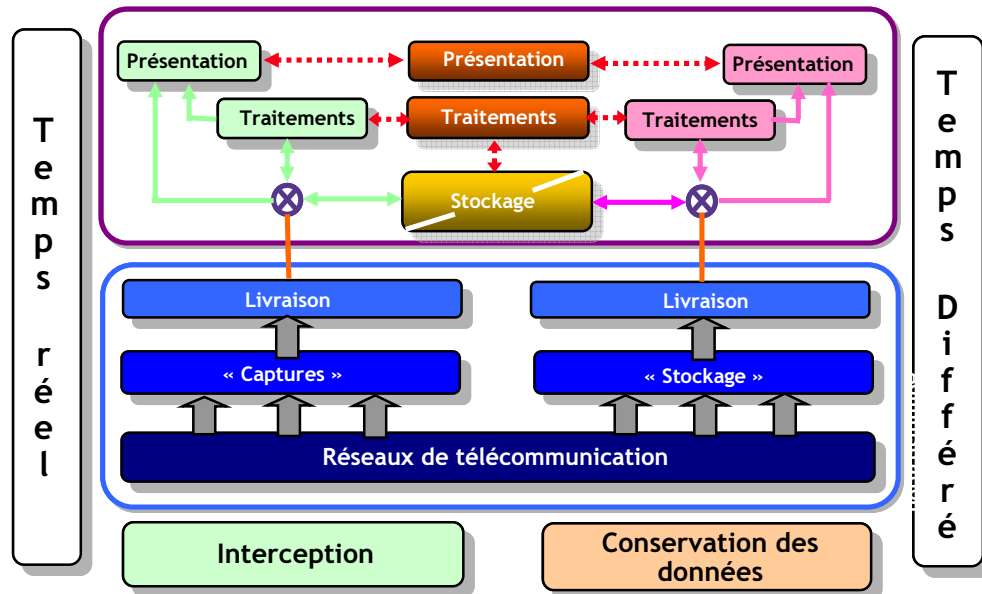 Temps réel
Présentation
Présentation
Présentation
Traitements
Traitements
Traitements
Stockage
Livraison
Livraison
« Captures »
« Stockage »
Réseaux de télécommunication
Interception
Conservation des
données
Temps Différé